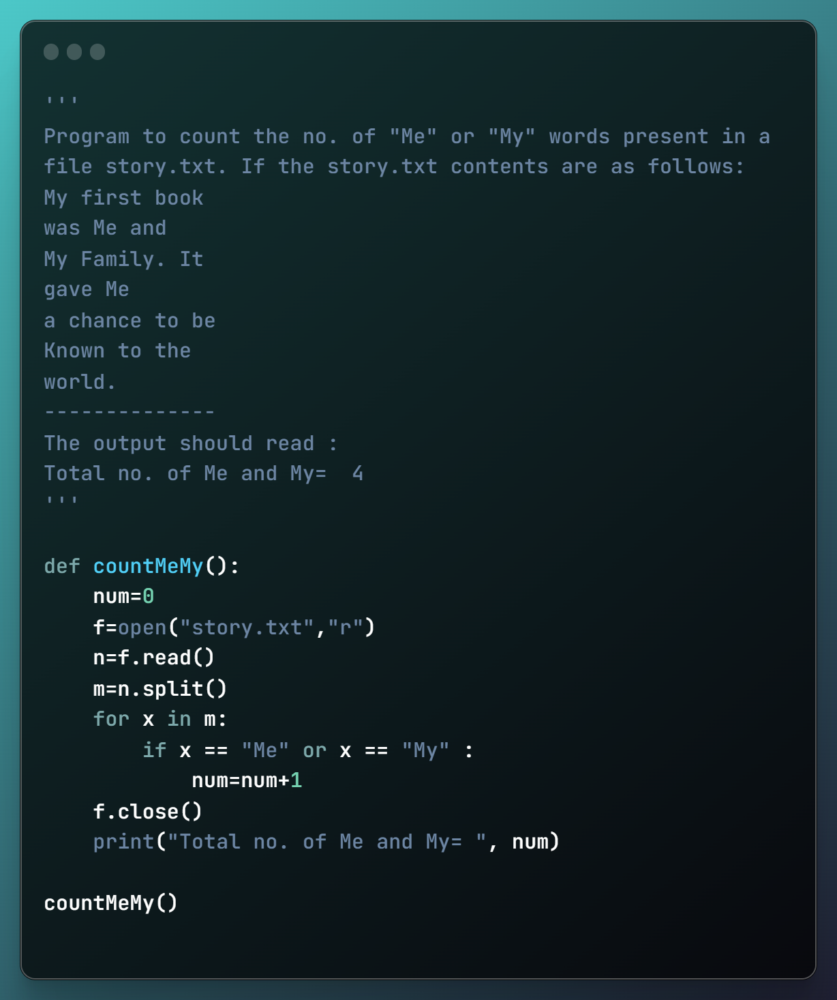 '''
Program to count the no. of "Me" or "My" words present in a
file story.txt. If the story.txt contents are as follows:
My first book
was Me and
My Family. It
gave Me
a chance to be
Known to the
world.
--------------
The output should read :
Total no. of Me and My=  4
'''

def countMeMy():
    num=0
    f=open("story.txt","r")
    n=f.read()
    m=n.split()
    for x in m:
        if x == "Me" or x == "My" :
            num=num+1
    f.close()
    print("Total no. of Me and My= ", num)

countMeMy()